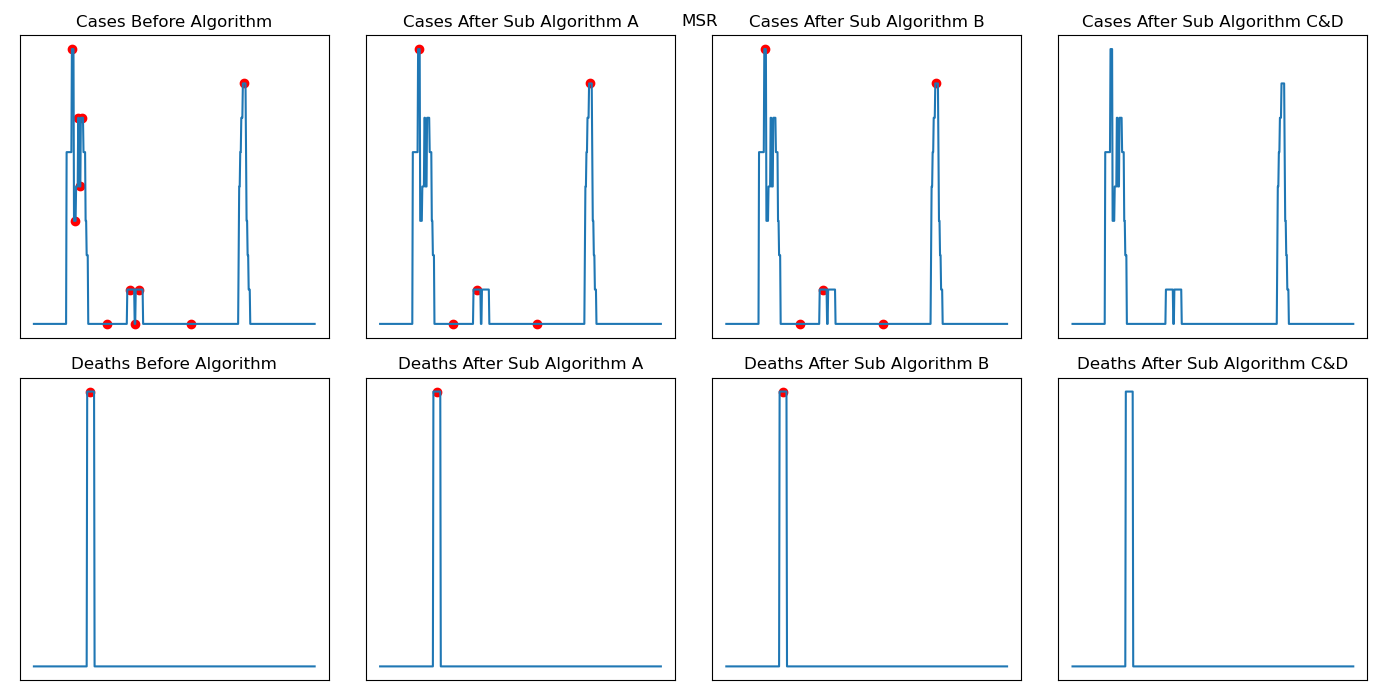 MSR
Cases Before Algorithm
Cases After Sub Algorithm A
Cases After Sub Algorithm B
Cases After Sub Algorithm C&D
Deaths Before Algorithm
Deaths After Sub Algorithm A
Deaths After Sub Algorithm B
Deaths After Sub Algorithm C&D